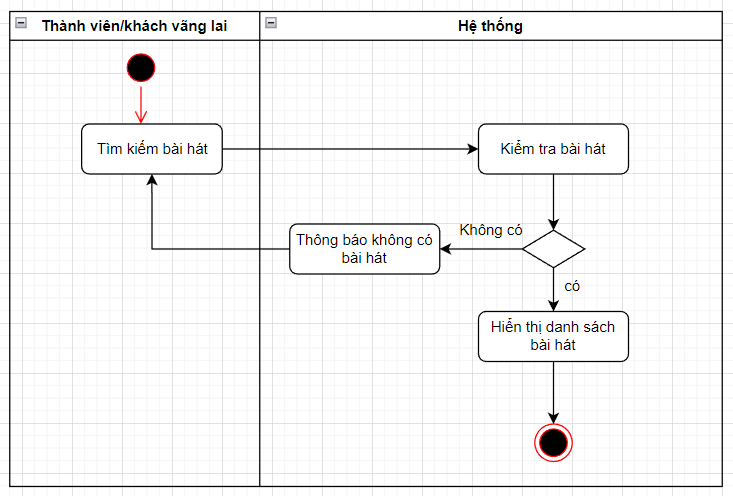 Thành viên/khách vãng lai
Hệ thống
Tìm kiếm bài hát
Kiểm tra bài hát
Không có
Thông báo không có
bài hát
có
Hiển thị danh sách
bài hát